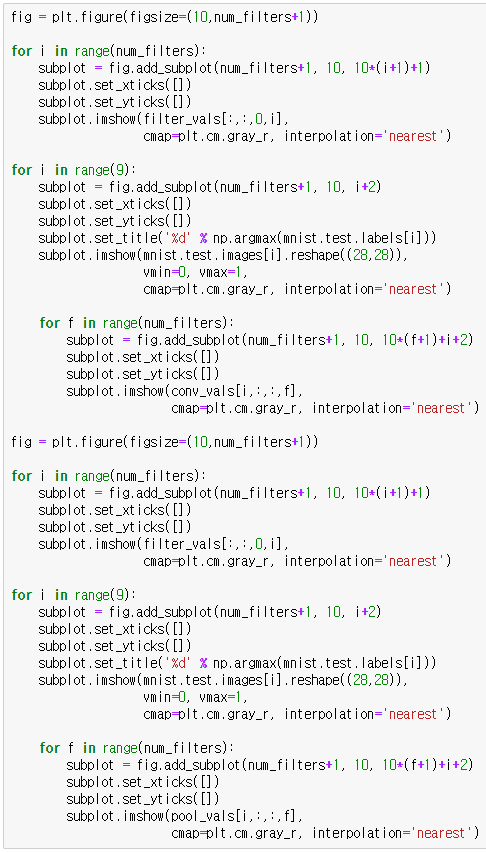 fig = plt.figure(figsize=(10,num_filters+1))
for i in range(num_filters):
    subplot = fig.add_subplot(num_filters+1, 10, 10*(i+1)+1)
    subplot.set_xticks([])
    subplot.set_yticks([])
    subplot.imshow(filter_vals[:,:,0,i],
                   cmap=plt.cm.gray_r, interpolation='nearest')
for i in range(9):
    subplot = fig.add_subplot(num_filters+1, 10, i+2)
    subplot.set_xticks([])
    subplot.set_yticks([])
    subplot.set_title('%d' % np.argmax(mnist.test.labels[i]))
    subplot.imshow(mnist.test.images[i].reshape((28,28)),
                   vmin=0, vmax=1,
                   cmap=plt.cm.gray_r, interpolation='nearest')
    for f in range(num_filters):
        subplot = fig.add_subplot(num_filters+1, 10, 10*(f+1)+i+2)
        subplot.set_xticks([])
        subplot.set_yticks([])
        subplot.imshow(conv_vals[i,:,:,f],
                       cmap=plt.cm.gray_r, interpolation='nearest')
fig = plt.figure(figsize=(10,num_filters+1))
for i in range(num_filters):
    subplot = fig.add_subplot(num_filters+1, 10, 10*(i+1)+1)
    subplot.set_xticks([])
    subplot.set_yticks([])
    subplot.imshow(filter_vals[:,:,0,i],
                   cmap=plt.cm.gray_r, interpolation='nearest')
for i in range(9):
    subplot = fig.add_subplot(num_filters+1, 10, i+2)
    subplot.set_xticks([])
    subplot.set_yticks([])
    subplot.set_title('%d' % np.argmax(mnist.test.labels[i]))
    subplot.imshow(mnist.test.images[i].reshape((28,28)),
                   vmin=0, vmax=1,
                   cmap=plt.cm.gray_r, interpolation='nearest')
    for f in range(num_filters):
        subplot = fig.add_subplot(num_filters+1, 10, 10*(f+1)+i+2)
        subplot.set_xticks([])
        subplot.set_yticks([])
        subplot.imshow(pool_vals[i,:,:,f],
                       cmap=plt.cm.gray_r, interpolation='nearest')